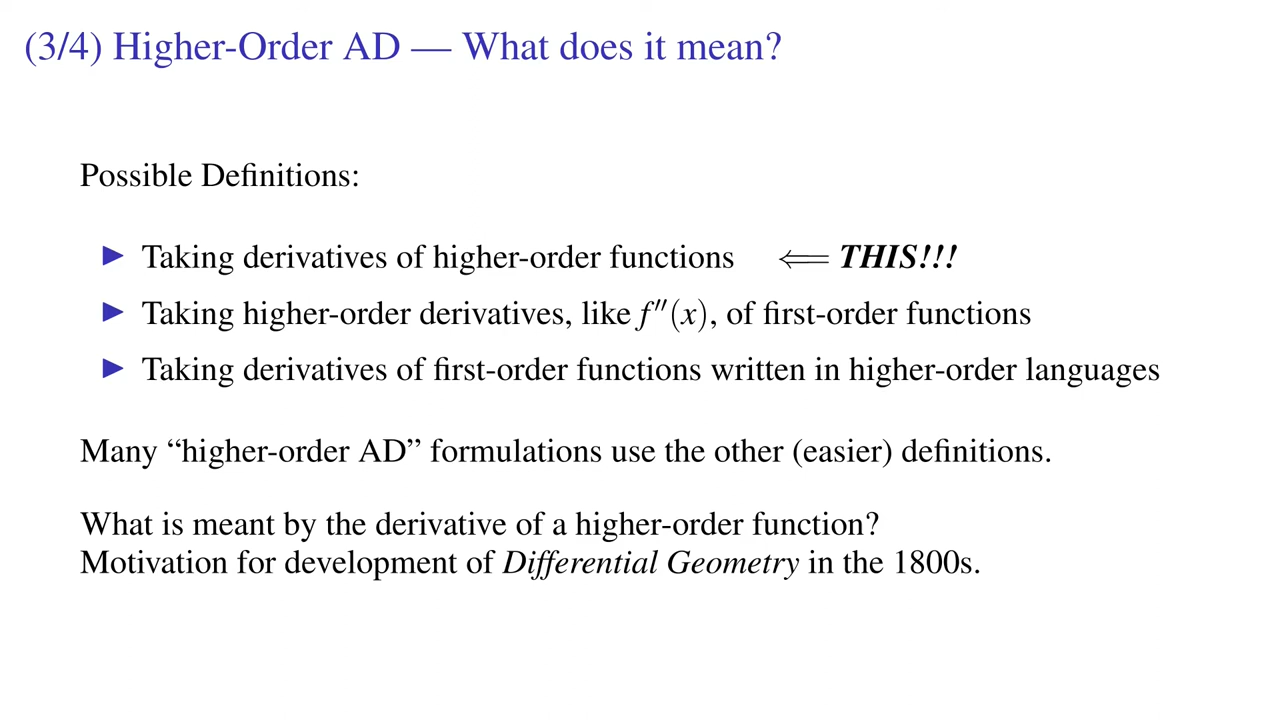 (3/4) Higher-Order AD — What does it mean?
Possible Definitions:
▶ Taking derivatives of higher-order functions ⟸ THIS!!!
▶ Taking higher-order derivatives, like f″(x), of first-order functions
▶ Taking derivatives of first-order functions written in higher-order languages
Many “higher-order AD” formulations use the other (easier) definitions.
What is meant by the derivative of a higher-order function?
Motivation for development of Differential Geometry in the 1800s.